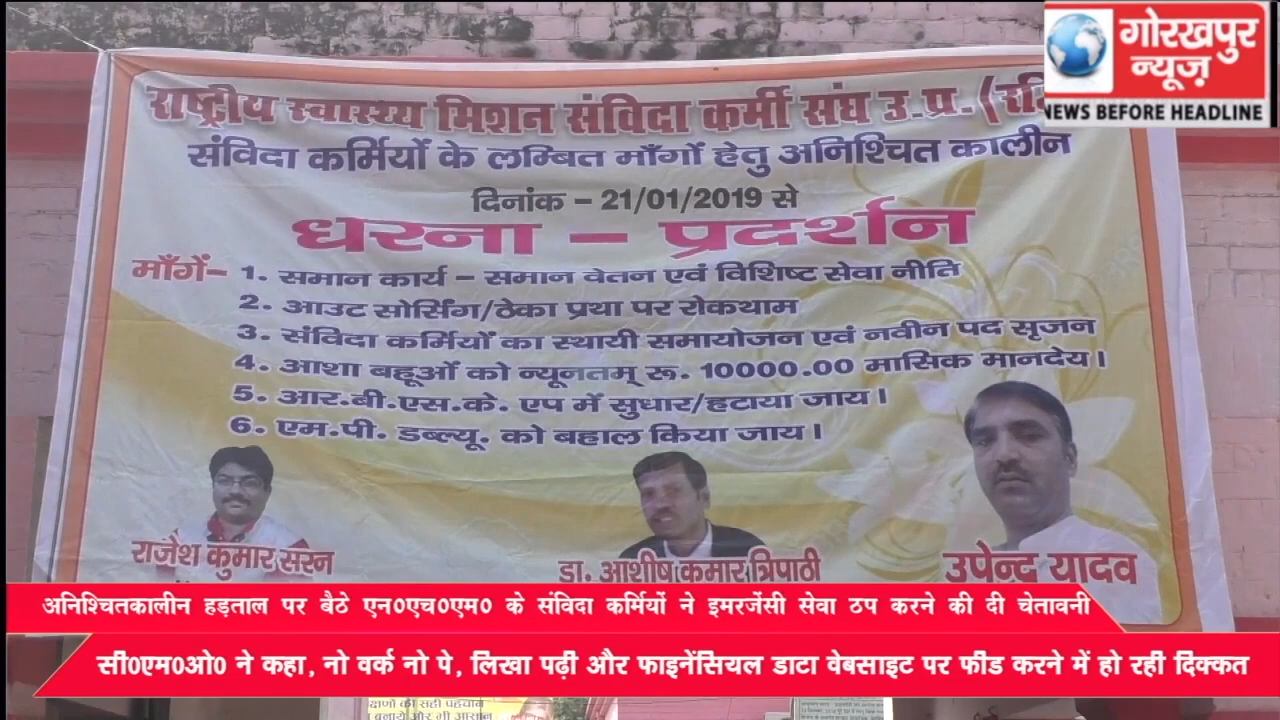 गोरखपुर
न्यूज़
NEWS BEFORE HEADLINE
राष्ट्रीय स्वास्थ्य मिशन संविदा कर्मी संघ उ.प्र.
संविदा कर्मियों के लम्बित माँगों हेतु अनिश्चित कालीन
दिनांक – 21/01/2019 से
धरना – प्रदर्शन
माँगें– 1. समान कार्य – समान वेतन एवं विशिष्ट सेवा नीति
2. आउट सोर्सिंग/ठेका प्रथा पर रोकथाम
3. संविदा कर्मियों का स्थायी समायोजन एवं नवीन पद सृजन
4. आशा बहूओं को न्यूनतम् रू. 10000.00 मासिक मानदेय।
5. आर.बी.एस.के. एप में सुधार/हटाया जाय।
6. एम.पी. डब्ल्यू. को बहाल किया जाय।
राजेश कुमार सरन
डा. आशीष कुमार त्रिपाठी
उपेन्द्र यादव
अनिश्चितकालीन हड़ताल पर बैठे एन०एच०एम० के संविदा कर्मियों ने इमरजेंसी सेवा ठप करने की दी चेतावनी
सी०एम०ओ० ने कहा, नो वर्क नो पे, लिखा पढ़ी और फाइनेंसियल डाटा वेबसाइट पर फीड करने में हो रही दिक्कत